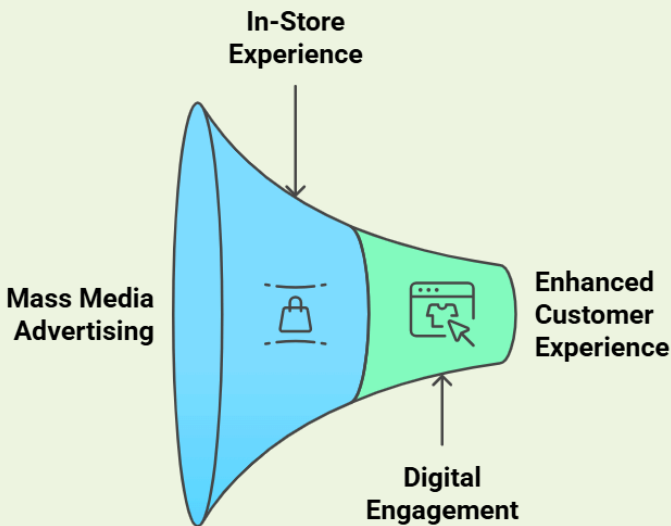 In-Store
Experience
Mass Media
Advertising
Enhanced
Customer
Experience
Digital
Engagement